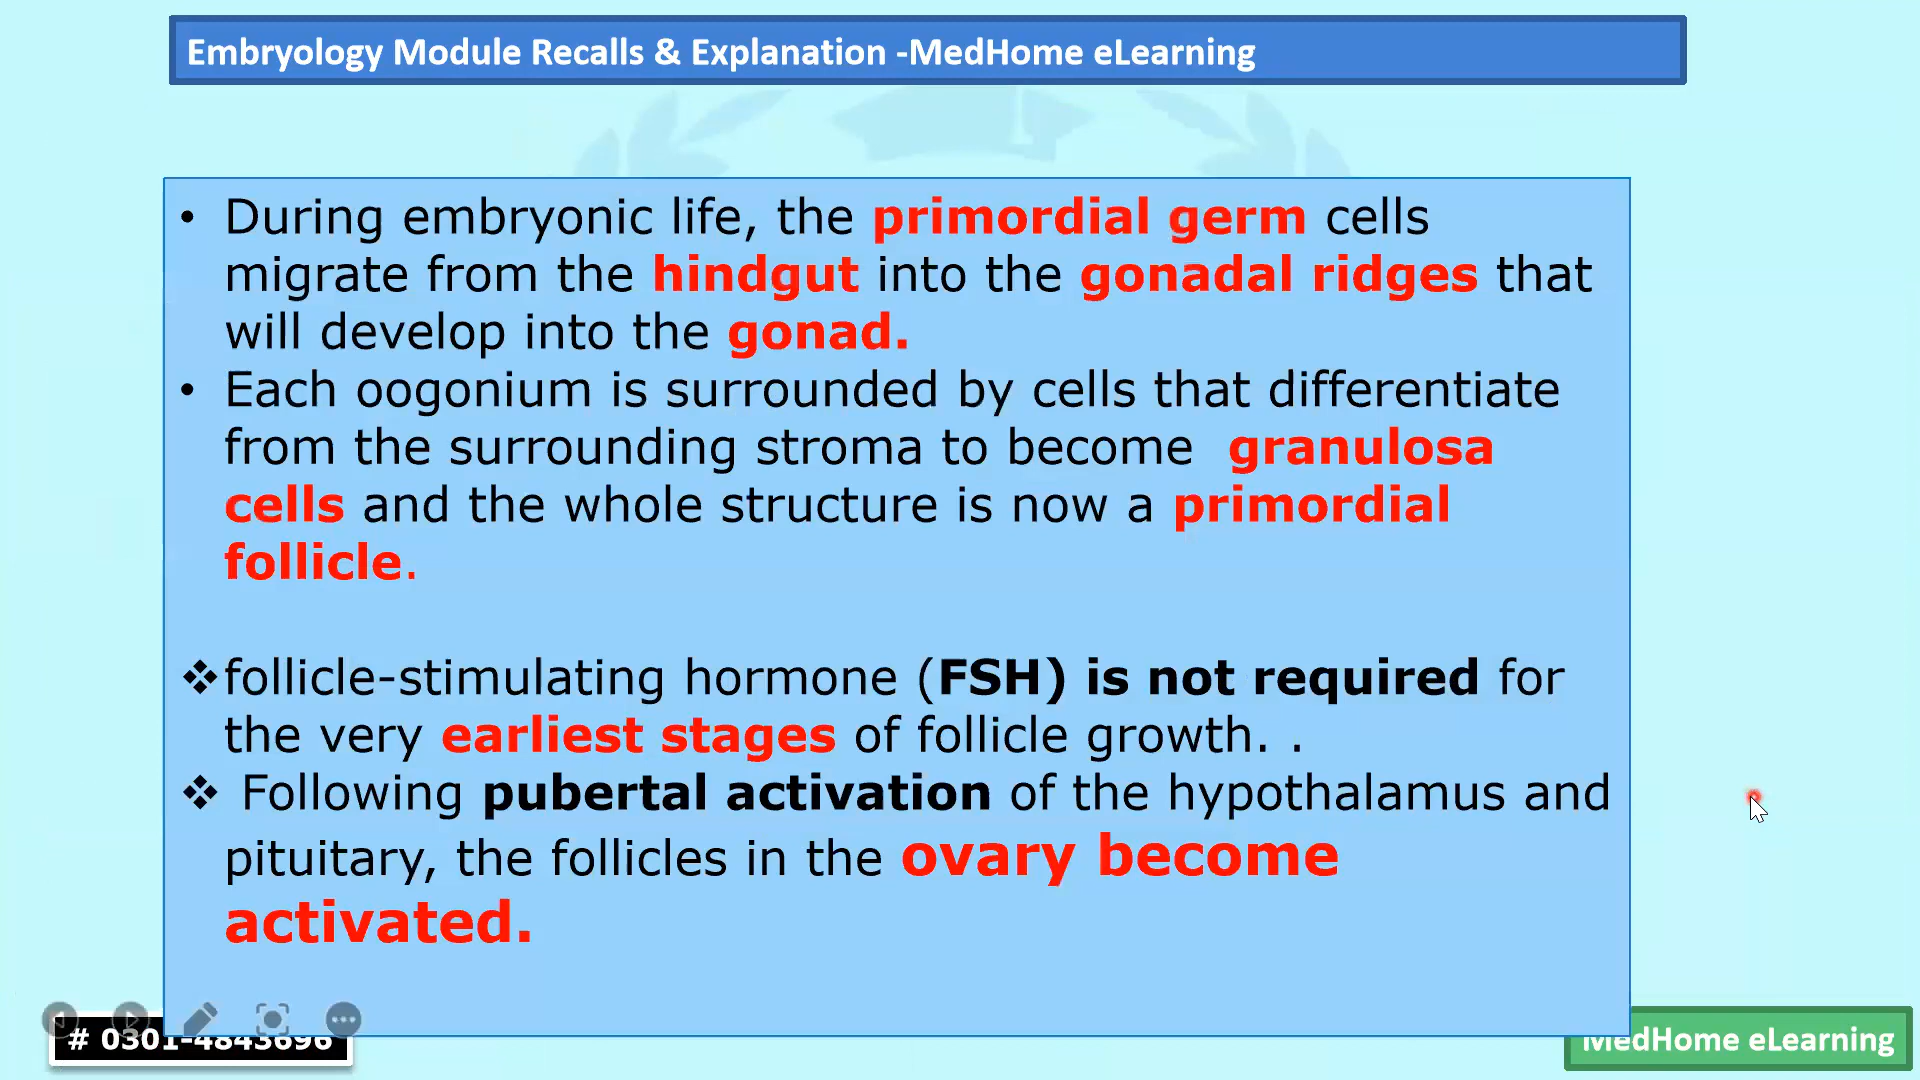 Embryology Module Recalls & Explanation -MedHome eLearning
• During embryonic life, the primordial germ cells
migrate from the hindgut into the gonadal ridges that
will develop into the gonad.
• Each oogonium is surrounded by cells that differentiate
from the surrounding stroma to become granulosa
cells and the whole structure is now a primordial
follicle.
❖follicle-stimulating hormone (FSH) is not required for
the very earliest stages of follicle growth. .
❖ Following pubertal activation of the hypothalamus and
pituitary, the follicles in the ovary become
activated.
# 0301-4843696
MedHome eLearning